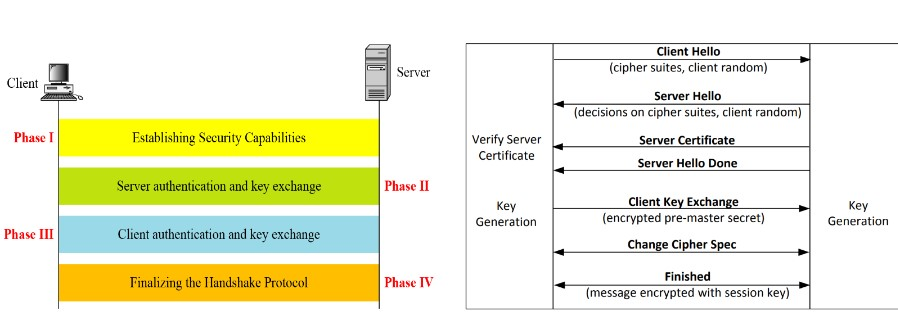 Client
Server
Phase I
Establishing Security Capabilities
Server authentication and key exchange
Phase II
Phase III
Client authentication and key exchange
Finalizing the Handshake Protocol
Phase IV
Client Hello
(cipher suites, client random)
Server Hello
(decisions on cipher suites, client random)
Verify Server
Certificate
Server Certificate
Server Hello Done
Key
Generation
Client Key Exchange
(encrypted pre-master secret)
Key
Generation
Change Cipher Spec
Finished
(message encrypted with session key)